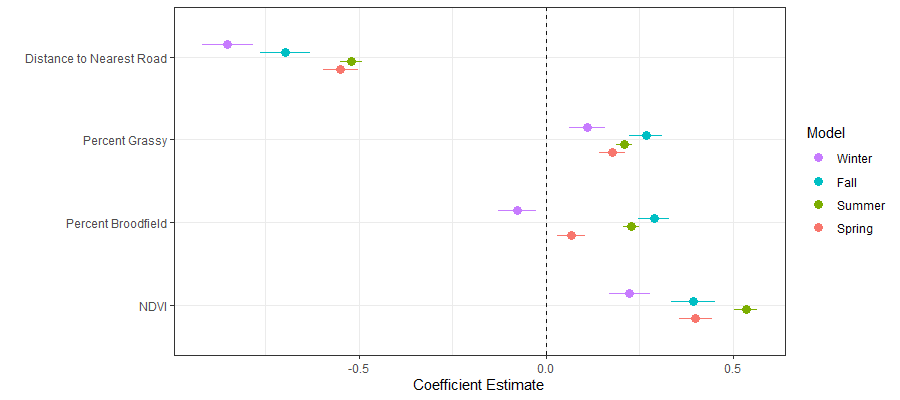 Distance to Nearest Road
Percent Grassy
Percent Broodfield
NDVI
-0.5
0.0
0.5
Coefficient Estimate
Model
Winter
Fall
Summer
Spring